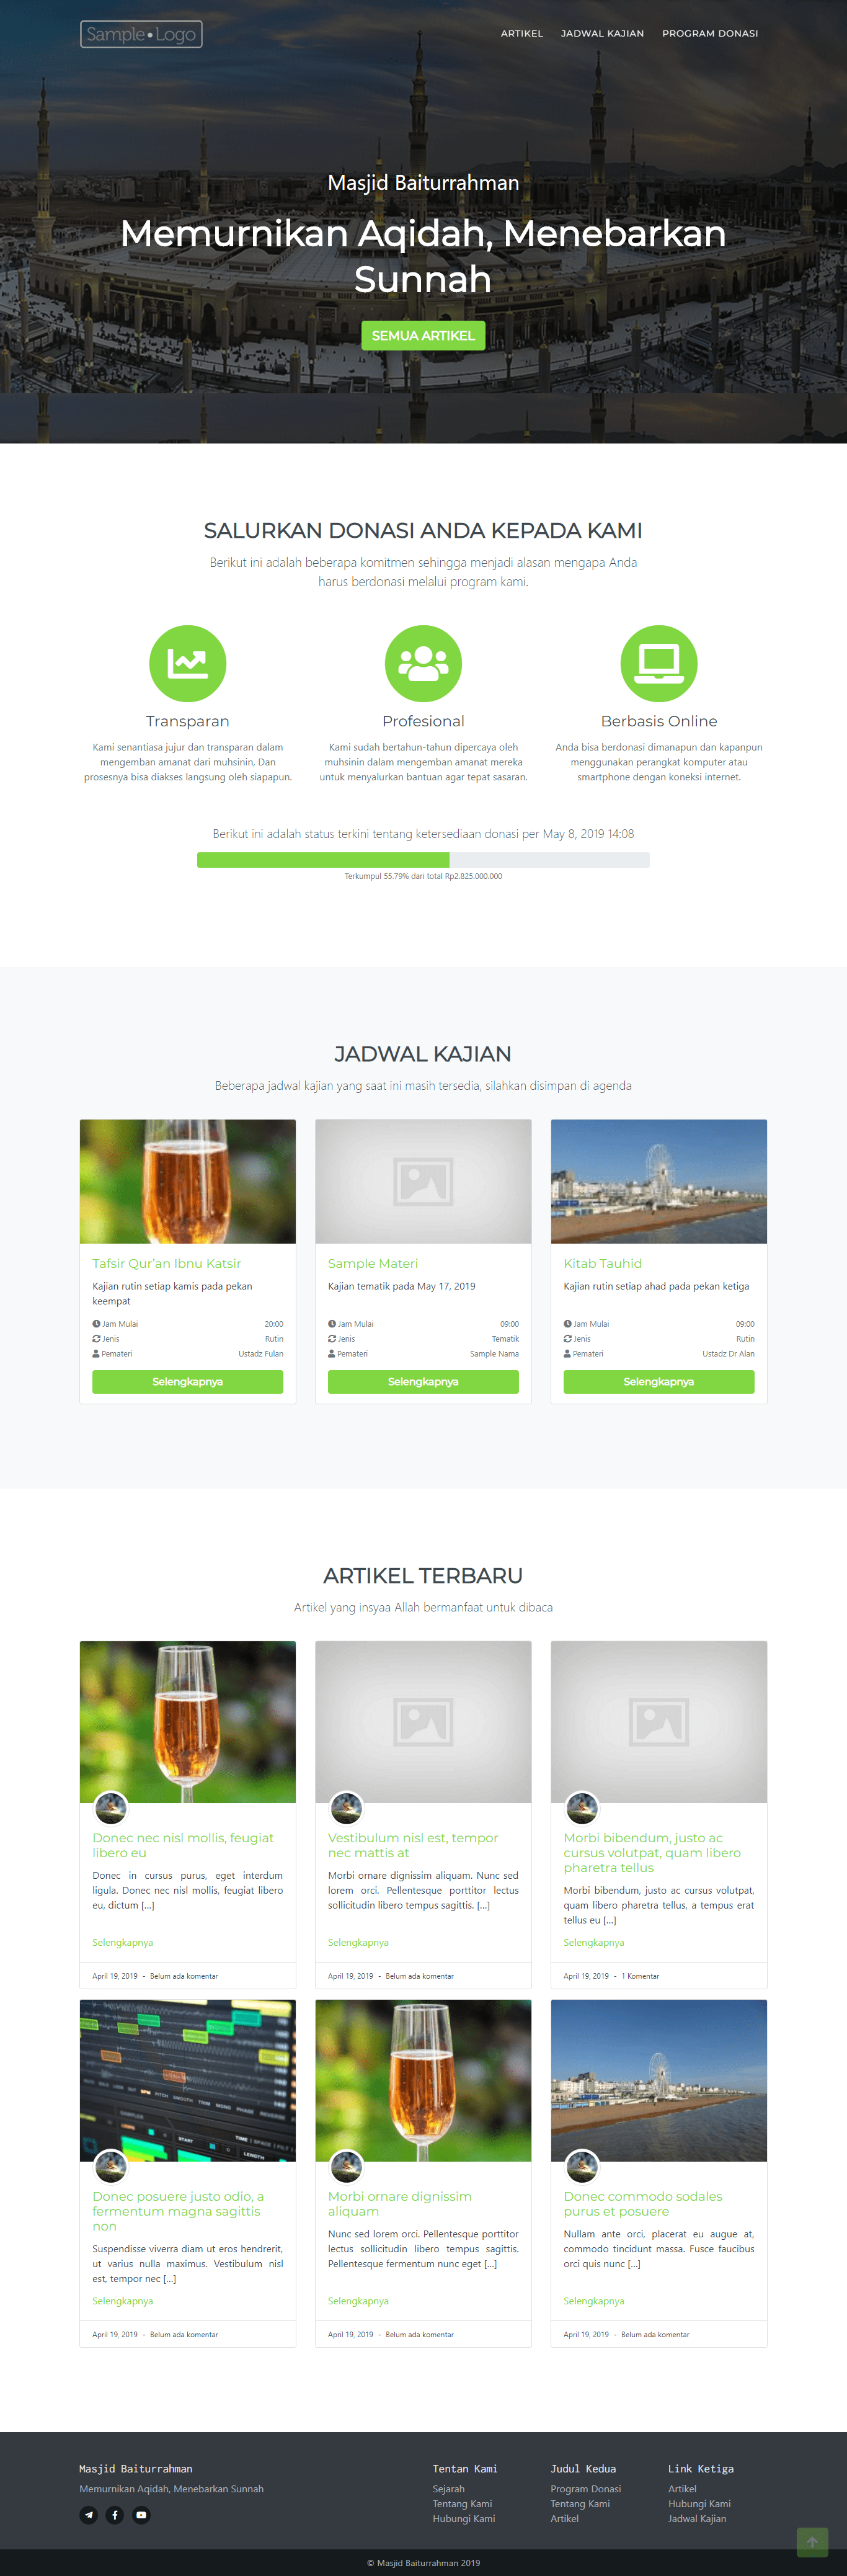 Sample•Logo
ARTIKEL JADWAL KAJIAN PROGRAM DONASI
Masjid Baiturrahman
Memurnikan Aqidah, Menebarkan
Sunnah
SEMUA ARTIKEL
SALURKAN DONASI ANDA KEPADA KAMI
Berikut ini adalah beberapa komitmen sehingga menjadi alasan mengapa Anda
harus berdonasi melalui program kami.
Transparan
Kami senantiasa jujur dan transparan dalam
mengemban amanat dari muhsinin, Dan
prosesnya bisa diakses langsung oleh siapapun.
Profesional
Kami sudah bertahun-tahun dipercaya oleh
muhsinin dalam mengemban amanat mereka
untuk menyalurkan bantuan agar tepat sasaran.
Berbasis Online
Anda bisa berdonasi dimanapun dan kapanpun
menggunakan perangkat komputer atau
smartphone dengan koneksi internet.
Berikut ini adalah status terkini tentang ketersediaan donasi per May 8, 2019 14:08
Terkumpul 55.79% dari total Rp2.825.000.000
JADWAL KAJIAN
Beberapa jadwal kajian yang saat ini masih tersedia, silahkan disimpan di agenda
Tafsir Qur'an Ibnu Katsir
Kajian rutin setiap kamis pada pekan
keempat
Jam Mulai 20:00
Jenis Rutin
Pemateri Ustadz Fulan
Selengkapnya
Sample Materi
Kajian tematik pada May 17, 2019
Jam Mulai 09:00
Jenis Tematik
Pemateri Sample Nama
Selengkapnya
Kitab Tauhid
Kajian rutin setiap ahad pada pekan ketiga
Jam Mulai 09:00
Jenis Rutin
Pemateri Ustadz Dr Alan
Selengkapnya
ARTIKEL TERBARU
Artikel yang insyaa Allah bermanfaat untuk dibaca
Donec nec nisl mollis, feugiat
libero eu
Donec in cursus purus, eget interdum
ligula. Donec nec nisl mollis, feugiat libero
eu, dictum [...]
Selengkapnya
April 19, 2019 - Belum ada komentar
Vestibulum nisl est, tempor
nec mattis at
Morbi ornare dignissim aliquam. Nunc sed
lorem orci. Pellentesque porttitor lectus
sollicitudin libero tempus sagittis. [...]
Selengkapnya
April 19, 2019 - Belum ada komentar
Morbi bibendum, justo ac
cursus volutpat, quam libero
pharetra tellus
Morbi bibendum, justo ac cursus volutpat,
quam libero pharetra tellus, a tempus erat
tellus eu [...]
Selengkapnya
April 19, 2019 - 1 Komentar
SAMPLER
START
LENGTH
Donec posuere justo odio, a
fermentum magna sagittis
non
Suspendisse viverra diam ut eros hendrerit,
ut varius nulla maximus. Vestibulum nisl
est, tempor nec [...]
Selengkapnya
April 19, 2019 - Belum ada komentar
Morbi ornare dignissim
aliquam
Nunc sed lorem orci. Pellentesque porttitor
lectus sollicitudin libero tempus sagittis.
Pellentesque fermentum nunc eget [...]
Selengkapnya
April 19, 2019 - Belum ada komentar
Donec commodo sodales
purus et posuere
Nullam ante orci, placerat eu augue at,
commodo tincidunt massa. Fusce faucibus
orci quis nunc [...]
Selengkapnya
April 19, 2019 - Belum ada komentar
Masjid Baiturrahman
Memurnikan Aqidah, Menebarkan Sunnah
Tentan Kami
Sejarah
Tentang Kami
Hubungi Kami
Judul Kedua
Program Donasi
Tentang Kami
Artikel
Link Ketiga
Artikel
Hubungi Kami
Jadwal Kajian
© Masjid Baiturrahman 2019